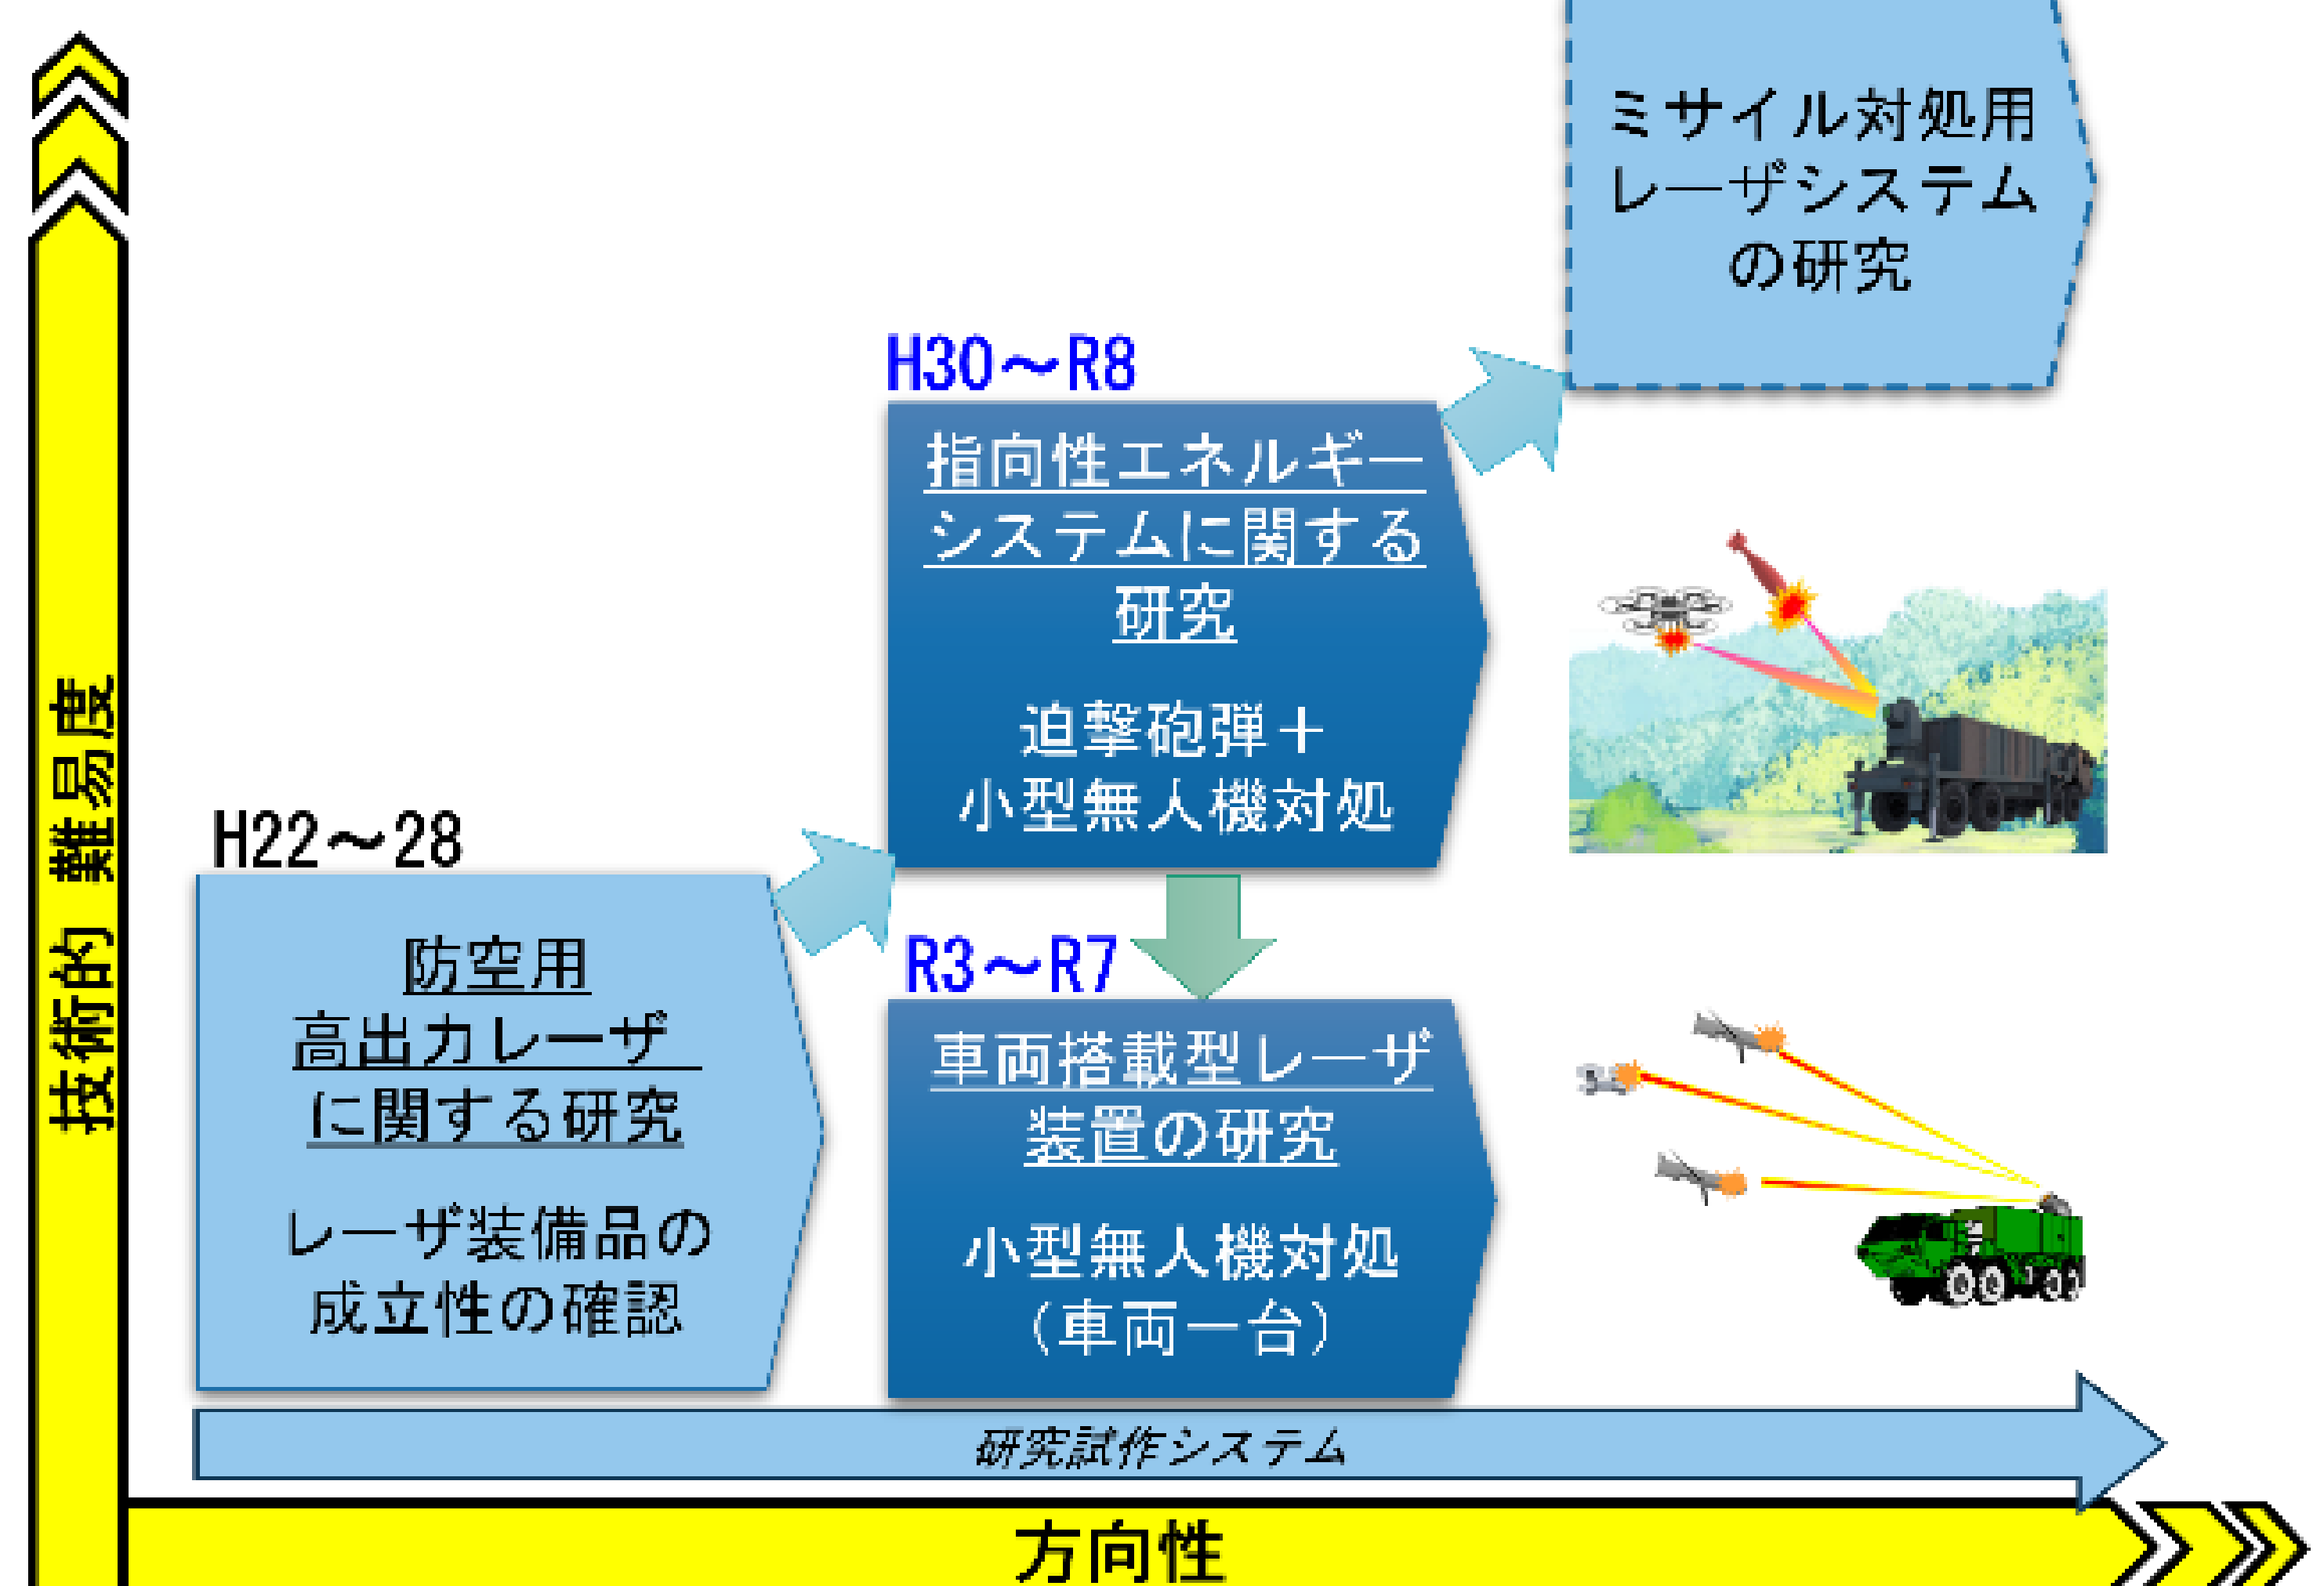 ミサイル対処用
レーザシステム
の研究
H30～R8
指向性エネルギー
システムに関する
研究
迫撃砲弾＋
小型無人機対処
H22～28
防空用
高出力レーザ
に関する研究
レーザ装備品の
成立性の確認
R3～R7
車両搭載型レーザ
装置の研究
小型無人機対処
（車両一台）
研究試作システム
技術的 難易度
方向性